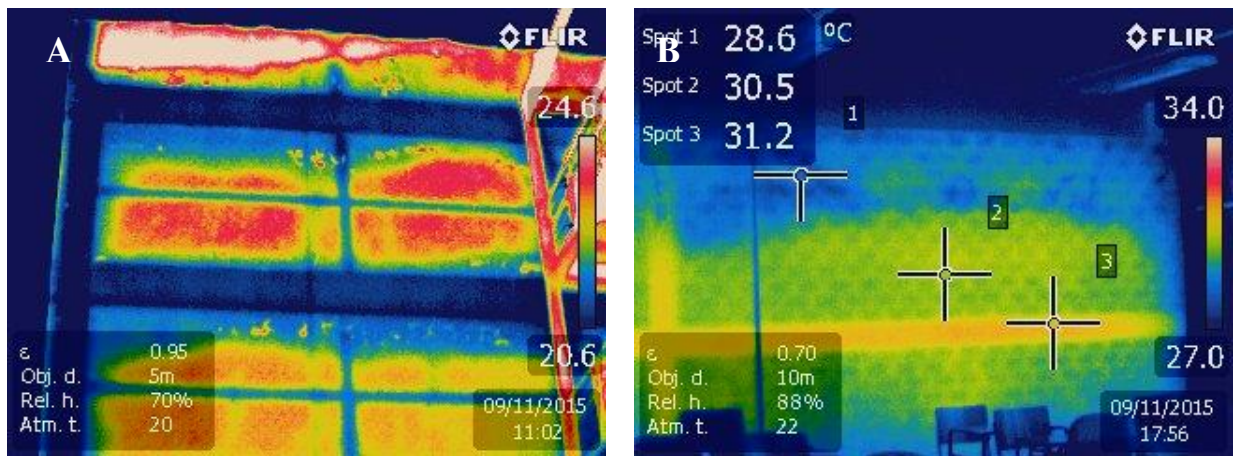 A
FLIR
24.6
ε 0.95
Obj. d. 5m
Rel. h. 70%
Atm. t. 20
20.6
09/11/2015
11:02
B
Spot 1 28.6 °C
Spot 2 30.5
Spot 3 31.2
FLIR
1
34.0
2
3
ε 0.70
Obj. d. 10m
Rel. h. 88%
Atm. t. 22
27.0
09/11/2015
17:56